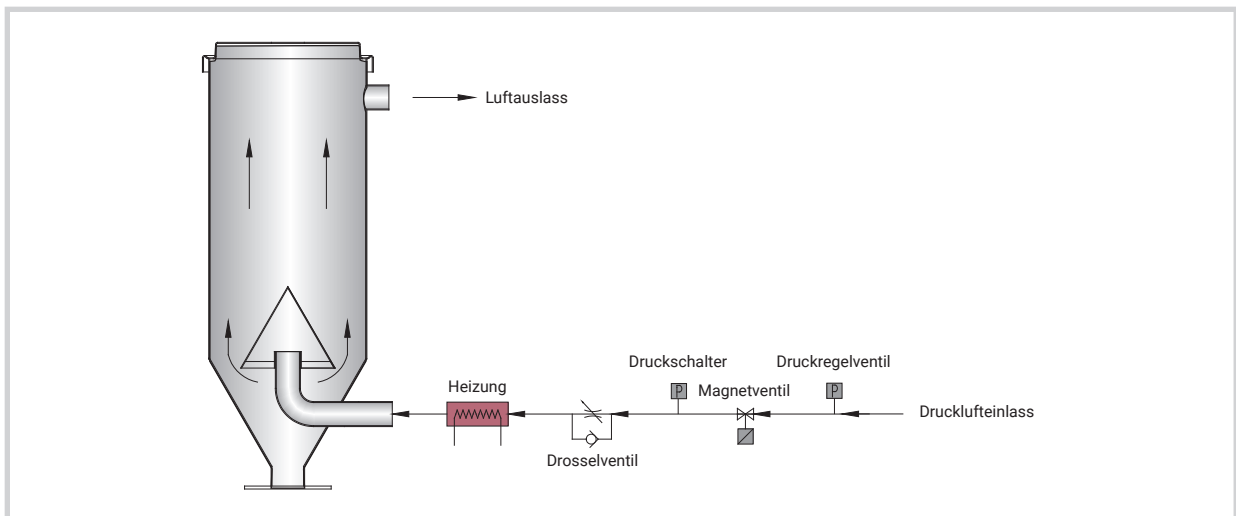 Luftauslass
Druckschalter
Druckregelventil
Heizung
Magnetventil
P
P
Drucklufteinlass
Drosselventil